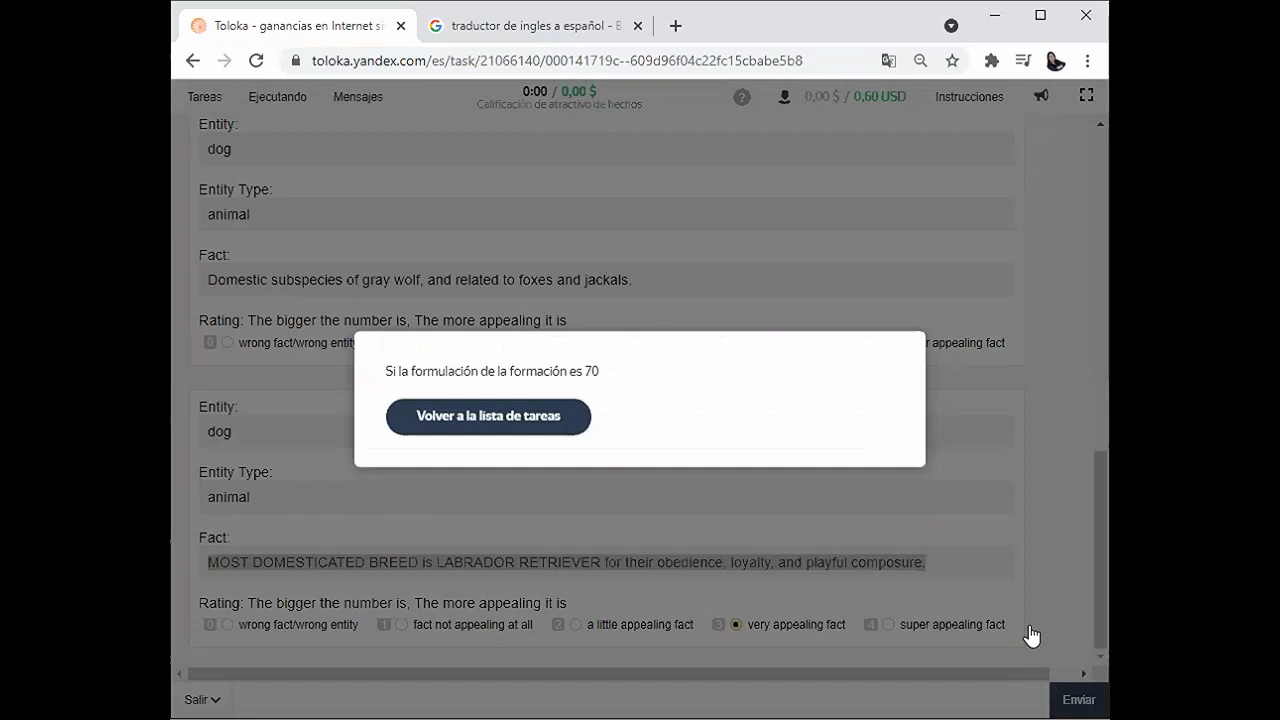 Toloka - ganancias en Internet si
traductor de ingles a español - B
toloka.yandex.com/es/task/21066140/000141719c--609d96f04c22fc15cbabe5b8
Tareas
Ejecutando
Mensajes
0:00 / 0,00 $
Calificación de atractivo de hechos
?
0,00 $ / 0,60 USD
Instrucciones
Entity:
dog
Entity Type:
animal
Fact:
Domestic subspecies of gray wolf, and related to foxes and jackals.
Rating: The bigger the number is, The more appealing it is
0 wrong fact/wrong entity
r appealing fact
Si la formulación de la formación es 70
Volver a la lista de tareas
Entity:
dog
Entity Type:
animal
Fact:
MOST DOMESTICATED BREED is LABRADOR RETRIEVER for their obedience, loyalty, and playful composure.
Rating: The bigger the number is, The more appealing it is
0 wrong fact/wrong entity 1 fact not appealing at all 2 a little appealing fact 3 very appealing fact 4 super appealing fact
Salir
Enviar